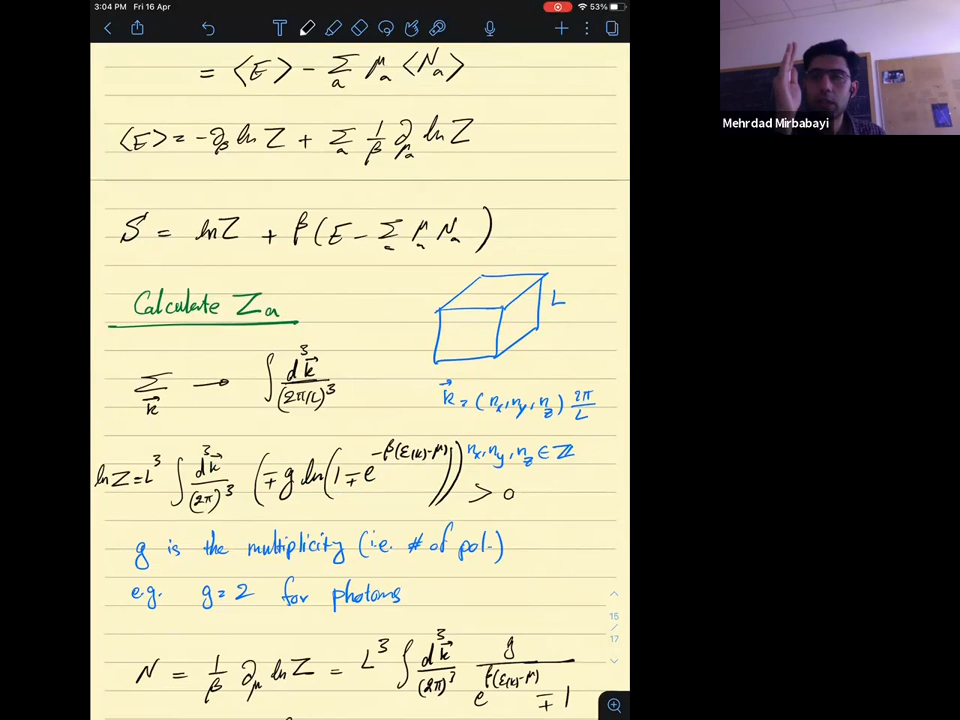 3:04 PM Fri 16 Apr
53%
T
= ⟨E⟩ - Σ_a μ_a ⟨N_a⟩
⟨E⟩ = -∂_β ln Z + Σ_a 1/β ∂_{μ_a} ln Z
S = ln Z + β(E - Σ_a μ_a N_a)
Calculate Z_a
L
Σ_k⃗ → ∫ d³k⃗/(2π/L)³
k⃗ = (n_x, n_y, n_z) 2π/L
n_x, n_y, n_z ∈ ℤ
ln Z = L³ ∫ d³k⃗/(2π)³ (∓g ln(1∓e^{-β(ε(k)-μ)})) > 0
g is the multiplicity (i.e. # of pol.)
e.g. g=2 for photons
N = 1/β ∂_μ ln Z = L³ ∫ d³k⃗/(2π)³ g/(e^{β(ε(k)-μ)} ∓ 1)
15
/
17
Mehrdad Mirbabayi